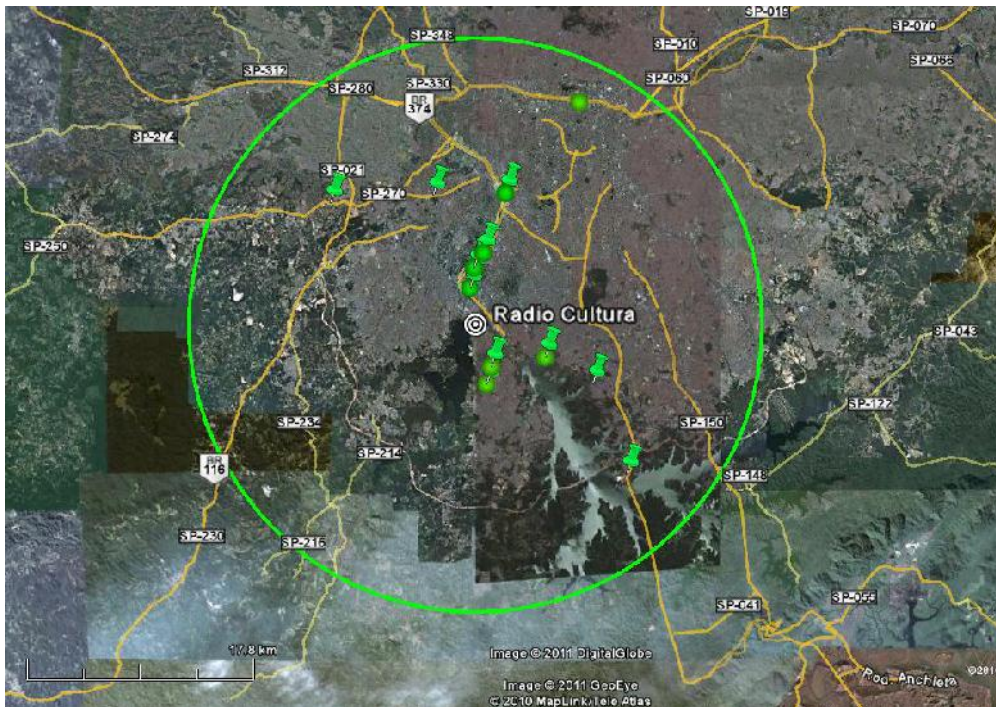 SP-019
SP-070
SP-348
SP-010
SP-066
SP-312
SP-330
SP-060
SP-280
BR
374
SP-274
SP-021
SP-270
SP-250
Radio Cultura
SP-043
SP-122
SP-234
SP-150
SP-214
BR
116
SP-148
SP-230
SP-216
SP-041
SP-055
17.8 km
Image © 2011 DigitalGlobe
Rod. Anchieta
Image © 2011 GeoEye
© 2010 MapLink/Tele Atlas